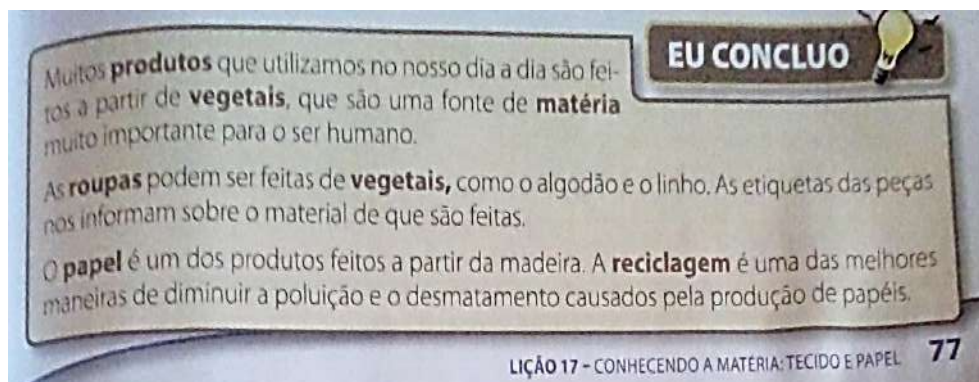 EU CONCLUO
Muitos produtos que utilizamos no nosso dia a dia são fei-
tos a partir de vegetais, que são uma fonte de matéria
muito importante para o ser humano.
As roupas podem ser feitas de vegetais, como o algodão e o linho. As etiquetas das peças
nos informam sobre o material de que são feitas.
O papel é um dos produtos feitos a partir da madeira. A reciclagem é uma das melhores
maneiras de diminuir a poluição e o desmatamento causados pela produção de papéis.
LIÇÃO 17 – CONHECENDO A MATÉRIA: TECIDO E PAPEL 77